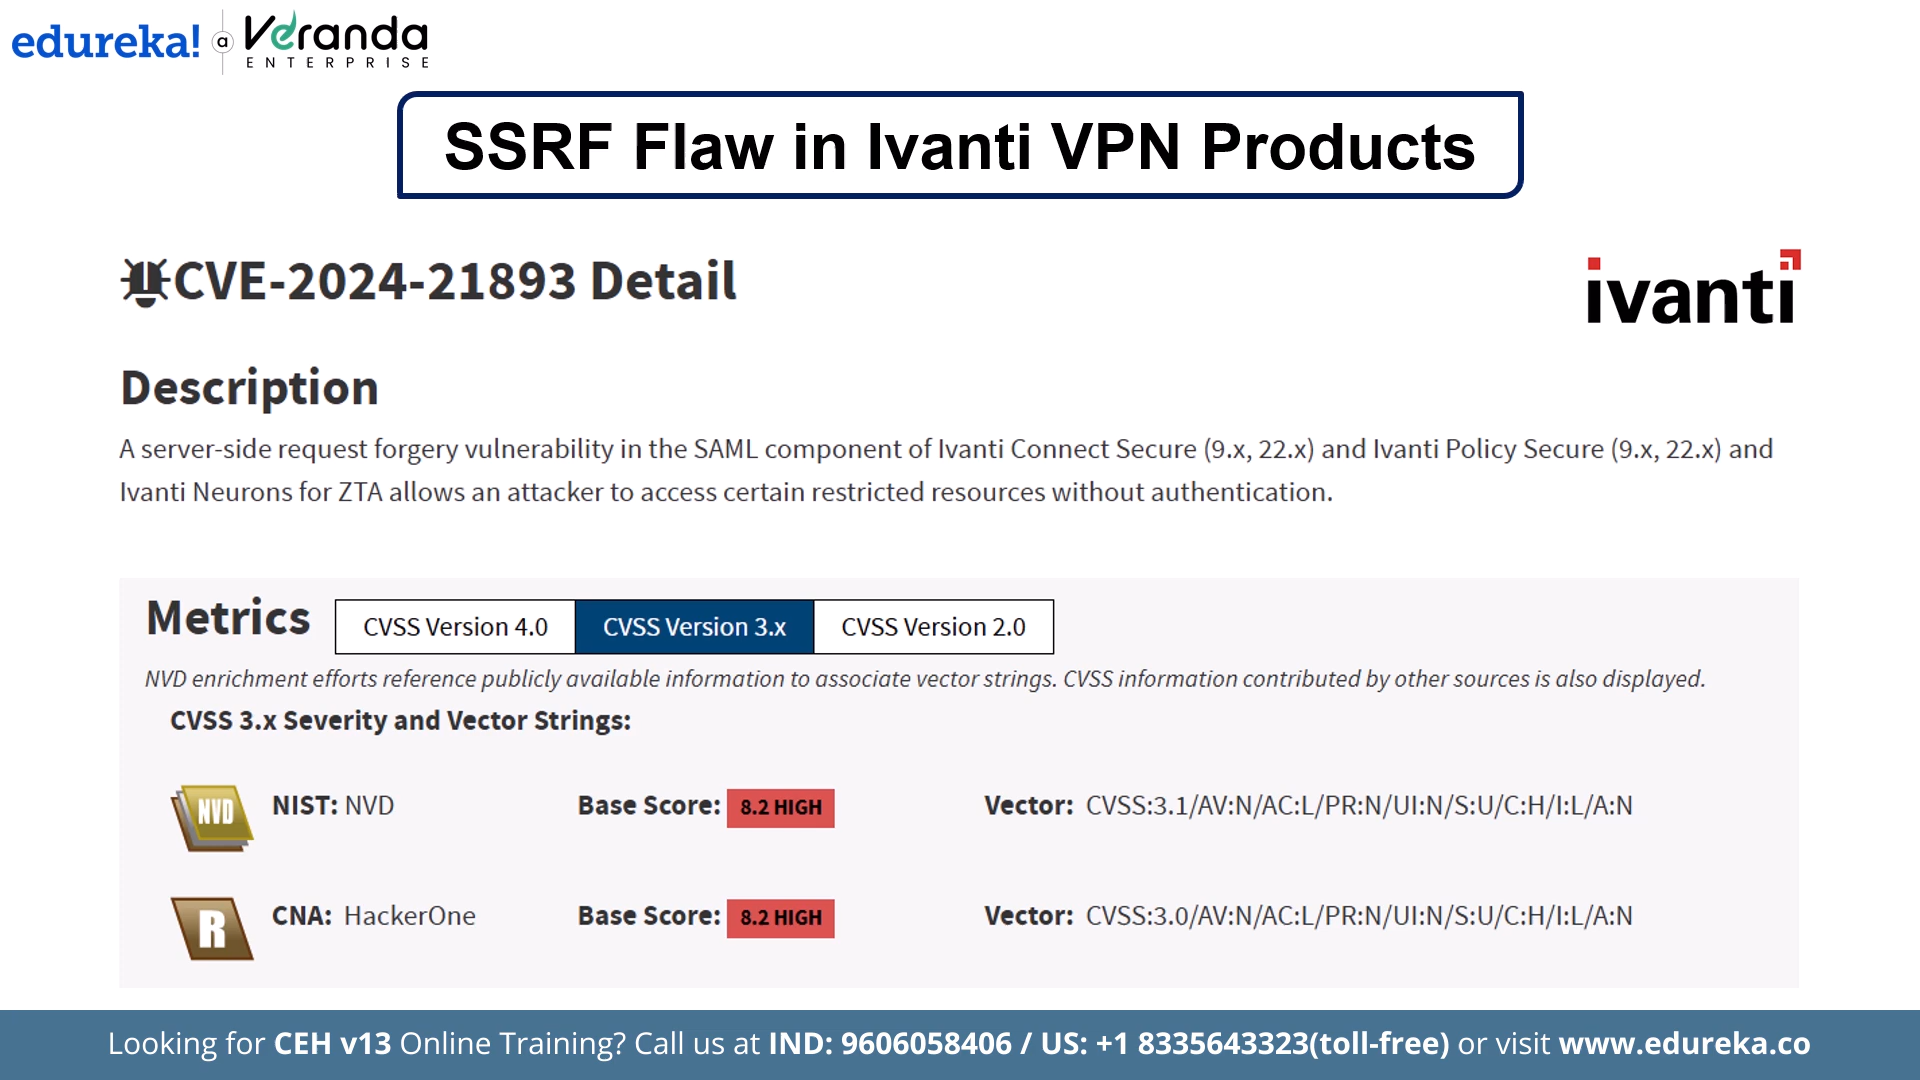 edureka! a Veranda
ENTERPRISE
SSRF Flaw in Ivanti VPN Products
CVE-2024-21893 Detail
ivanti
Description
A server-side request forgery vulnerability in the SAML component of Ivanti Connect Secure (9.x, 22.x) and Ivanti Policy Secure (9.x, 22.x) and
Ivanti Neurons for ZTA allows an attacker to access certain restricted resources without authentication.
Metrics CVSS Version 4.0 CVSS Version 3.x CVSS Version 2.0
NVD enrichment efforts reference publicly available information to associate vector strings. CVSS information contributed by other sources is also displayed.
CVSS 3.x Severity and Vector Strings:
NVD NIST: NVD Base Score: 8.2 HIGH Vector: CVSS:3.1/AV:N/AC:L/PR:N/UI:N/S:U/C:H/I:L/A:N
R CNA: HackerOne Base Score: 8.2 HIGH Vector: CVSS:3.0/AV:N/AC:L/PR:N/UI:N/S:U/C:H/I:L/A:N
Looking for CEH v13 Online Training? Call us at IND: 9606058406 / US: +1 8335643323(toll-free) or visit www.edureka.co